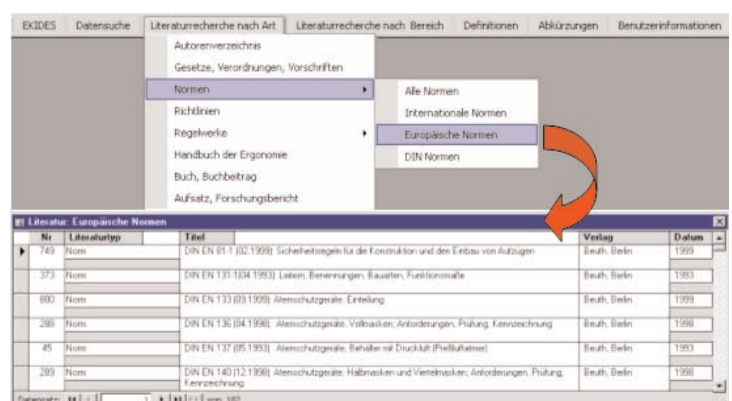 EKIDES Datensuche Literaturrecherche nach Art Literaturrecherche nach Bereich Definitionen Abkürzungen Benutzerinformationen
Autorenverzeichnis
Gesetze, Verordnungen, Vorschriften
Normen
Alle Normen
Richtlinien
Internationale Normen
Regelwerke
Europäische Normen
Handbuch der Ergonomie
DIN Normen
Buch, Buchbeitrag
Aufsatz, Forschungsbericht
Literatur: Europäische Normen
Nr Literaturtyp Titel Verlag Datum
749 Norm DIN EN 81-1 (02.1999) Sicherheitsregeln für die Konstruktion und den Einbau von Aufzügen Beuth, Berlin 1999
373 Norm DIN EN 131-1(04.1993) Leitern, Benennungen, Bauarten, Funktionsmaße Beuth, Berlin 1993
800 Norm DIN EN 133 (03.1999) Atemschutzgeräte; Einteilung Beuth, Berlin 1999
288 Norm DIN EN 136 (04.1998) Atemschutzgeräte, Vollmasken; Anforderungen, Prüfung, Kennzeichnung Beuth, Berlin 1998
45 Norm DIN EN 137 (05.1993) Atemschutzgeräte; Behälter mit Druckluft (Preßluftatmer) Beuth, Berlin 1993
289 Norm DIN EN 140 (12.1998) Atemschutzgeräte; Halbmasken und Viertelmasken; Anforderungen, Prüfung,
Kennzeichnung Beuth, Berlin 1998
Datensatz: 1 von